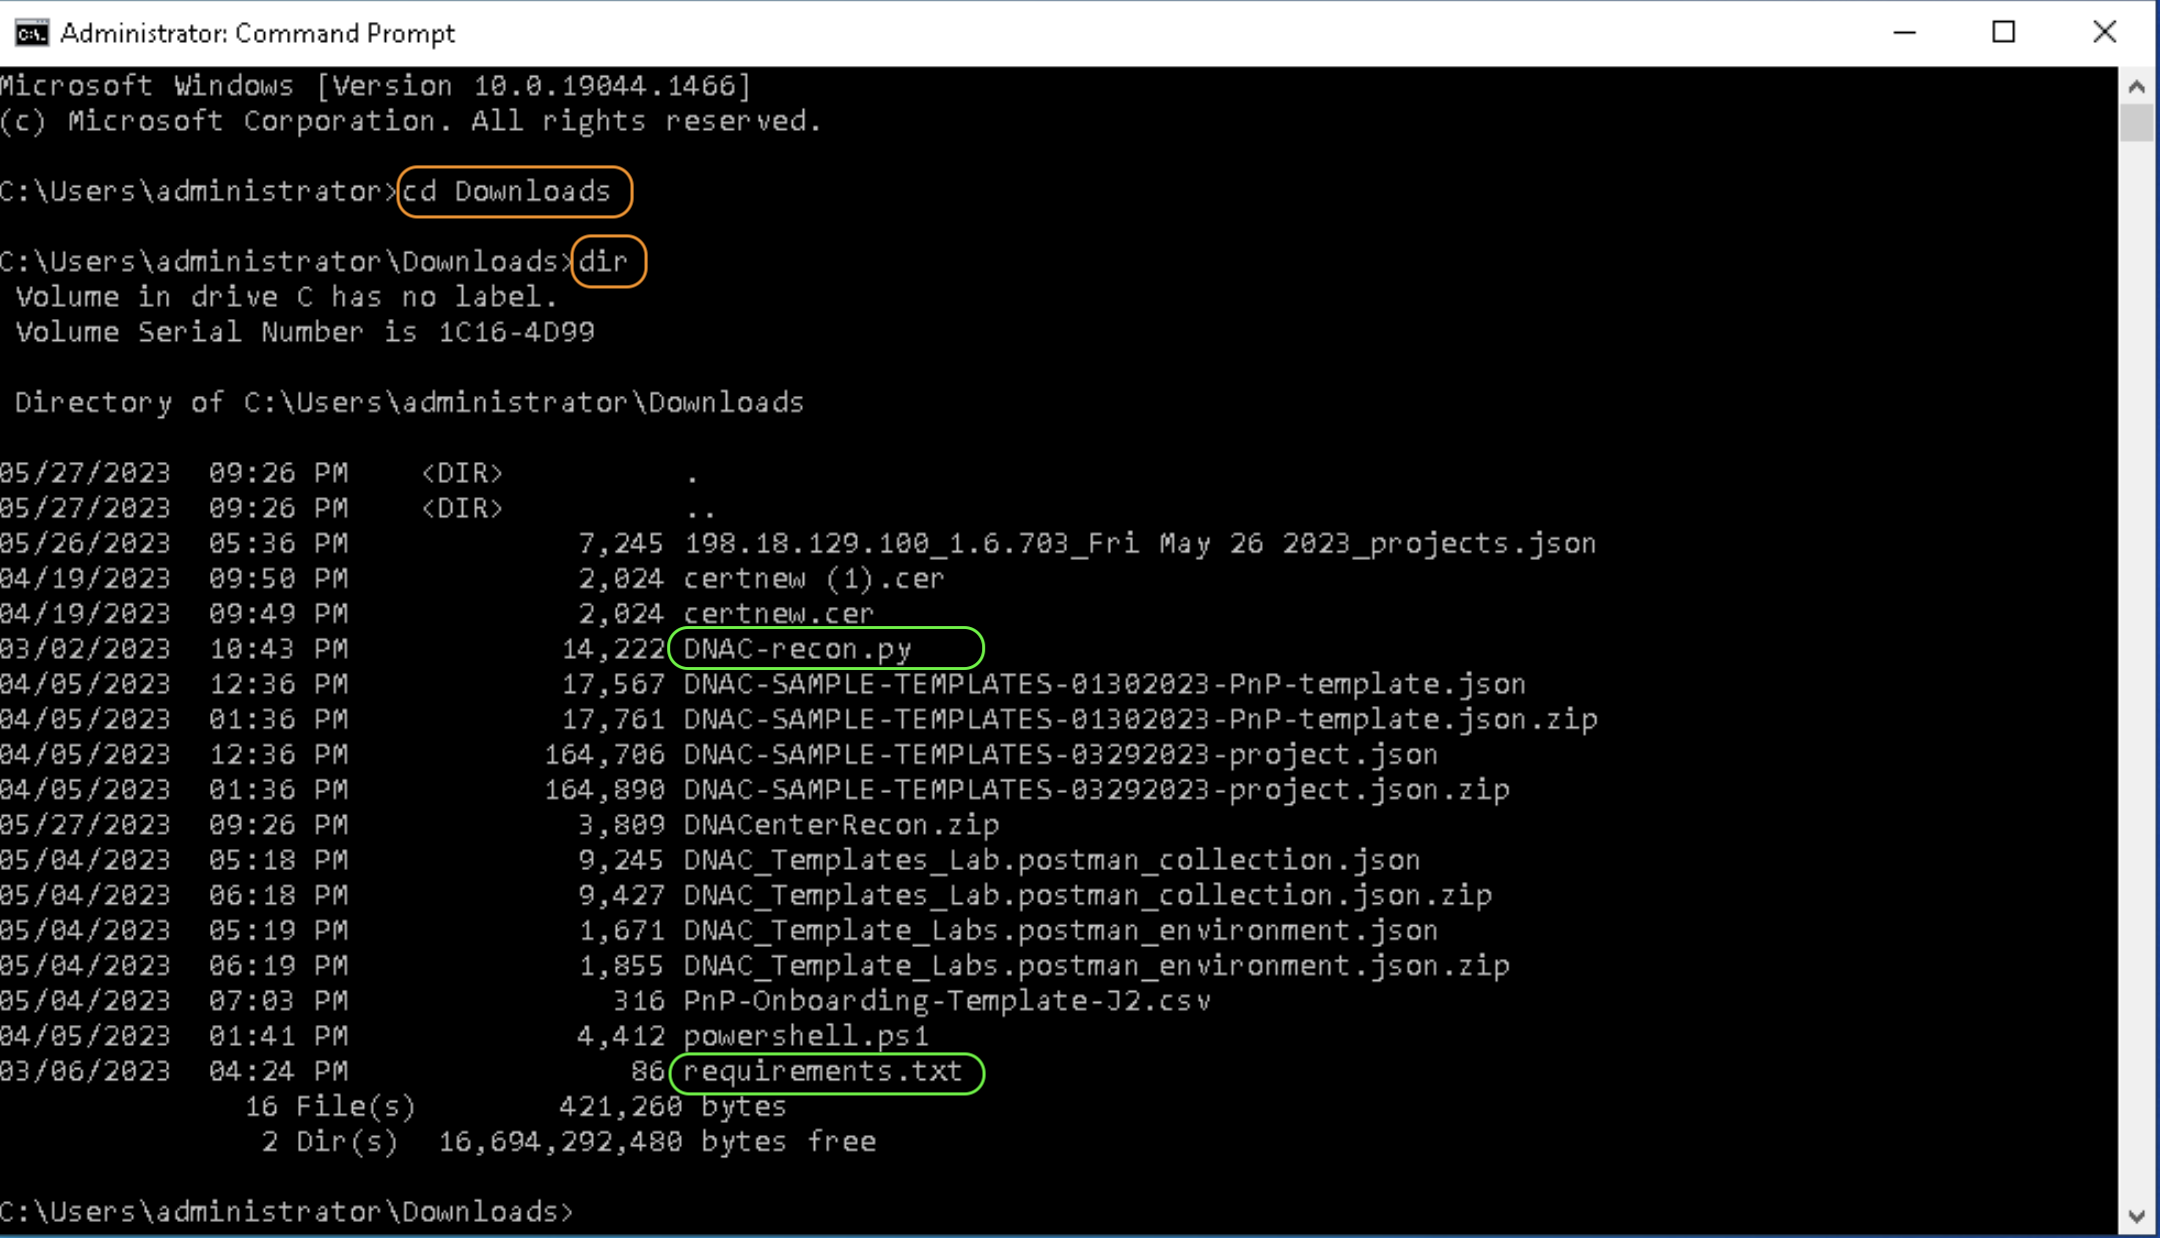 Administrator: Command Prompt
Microsoft Windows [Version 10.0.19044.1466]
(c) Microsoft Corporation. All rights reserved.
C:\Users\administrator>cd Downloads
C:\Users\administrator\Downloads>dir
Volume in drive C has no label.
Volume Serial Number is 1C16-4D99
Directory of C:\Users\administrator\Downloads
05/27/2023 09:26 PM <DIR> .
05/27/2023 09:26 PM <DIR> ..
05/26/2023 05:36 PM 7,245 198.18.129.100_1.6.703_Fri May 26 2023_projects.json
04/19/2023 09:50 PM 2,024 certnew (1).cer
04/19/2023 09:49 PM 2,024 certnew.cer
03/02/2023 10:43 PM 14,222 DNAC-recon.py
04/05/2023 12:36 PM 17,567 DNAC-SAMPLE-TEMPLATES-01302023-PnP-template.json
04/05/2023 01:36 PM 17,761 DNAC-SAMPLE-TEMPLATES-01302023-PnP-template.json.zip
04/05/2023 12:36 PM 164,706 DNAC-SAMPLE-TEMPLATES-03292023-project.json
04/05/2023 01:36 PM 164,890 DNAC-SAMPLE-TEMPLATES-03292023-project.json.zip
05/27/2023 09:26 PM 3,809 DNACenterRecon.zip
05/04/2023 05:18 PM 9,245 DNAC_Templates_Lab.postman_collection.json
05/04/2023 06:18 PM 9,427 DNAC_Templates_Lab.postman_collection.json.zip
05/04/2023 05:19 PM 1,671 DNAC_Template_Labs.postman_environment.json
05/04/2023 06:19 PM 1,855 DNAC_Template_Labs.postman_environment.json.zip
05/04/2023 07:03 PM 316 PnP-Onboarding-Template-J2.csv
04/05/2023 01:41 PM 4,412 powershell.ps1
03/06/2023 04:24 PM 86 requirements.txt
16 File(s) 421,260 bytes
2 Dir(s) 16,694,292,480 bytes free
C:\Users\administrator\Downloads>